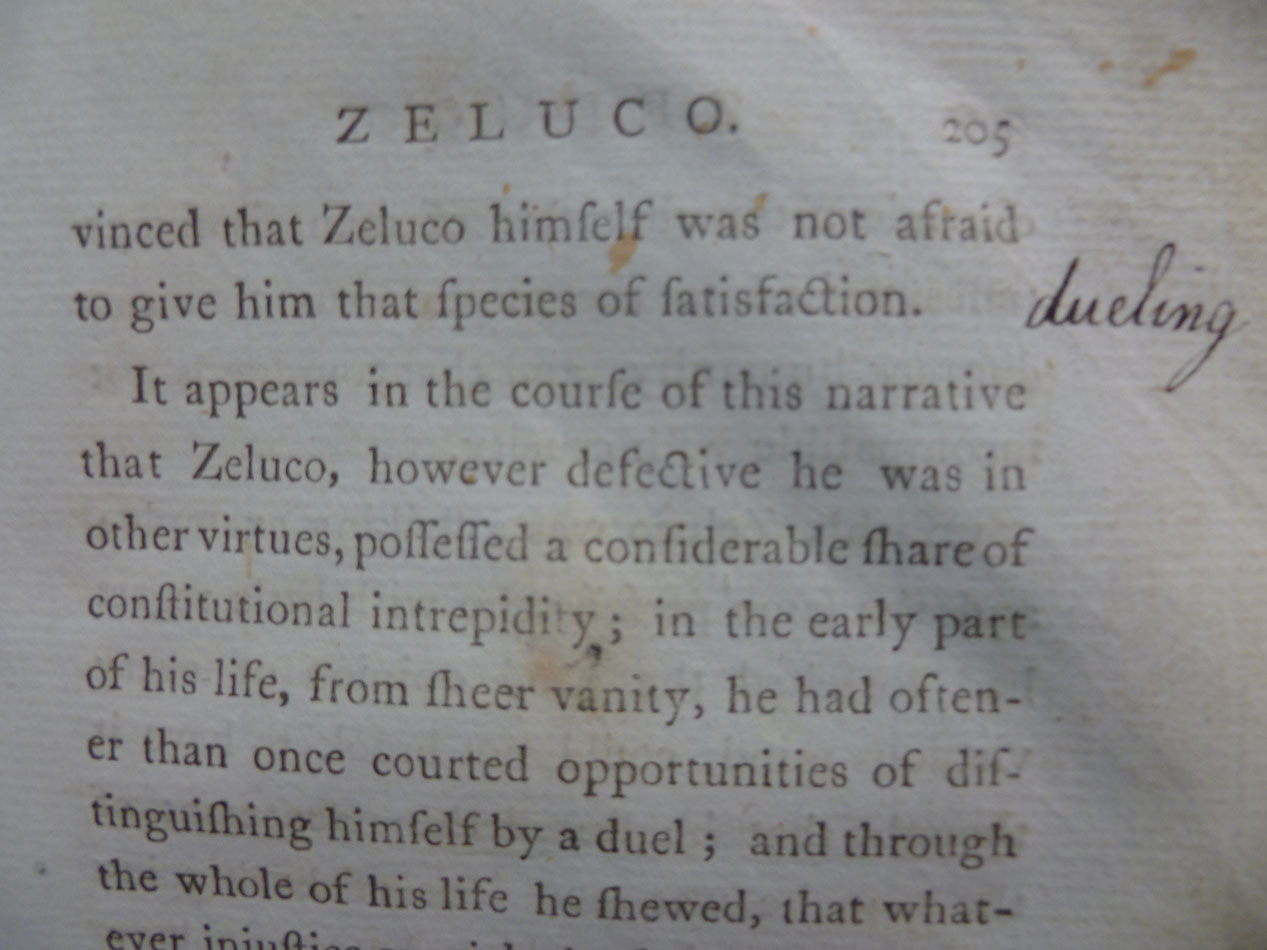 ZELUCO. 205
vinced that Zeluco himſelf was not afraid
to give him that ſpecies of ſatisfaction.
dueling
It appears in the courſe of this narrative
that Zeluco, however defective he was in
other virtues, poſſeſſed a conſiderable ſhare of
conſtitutional intrepidity; in the early part
of his life, from ſheer vanity, he had often-
er than once courted opportunities of diſ-
tinguiſhing himſelf by a duel; and through
the whole of his life he ſhewed, that what-
ever injuſtice